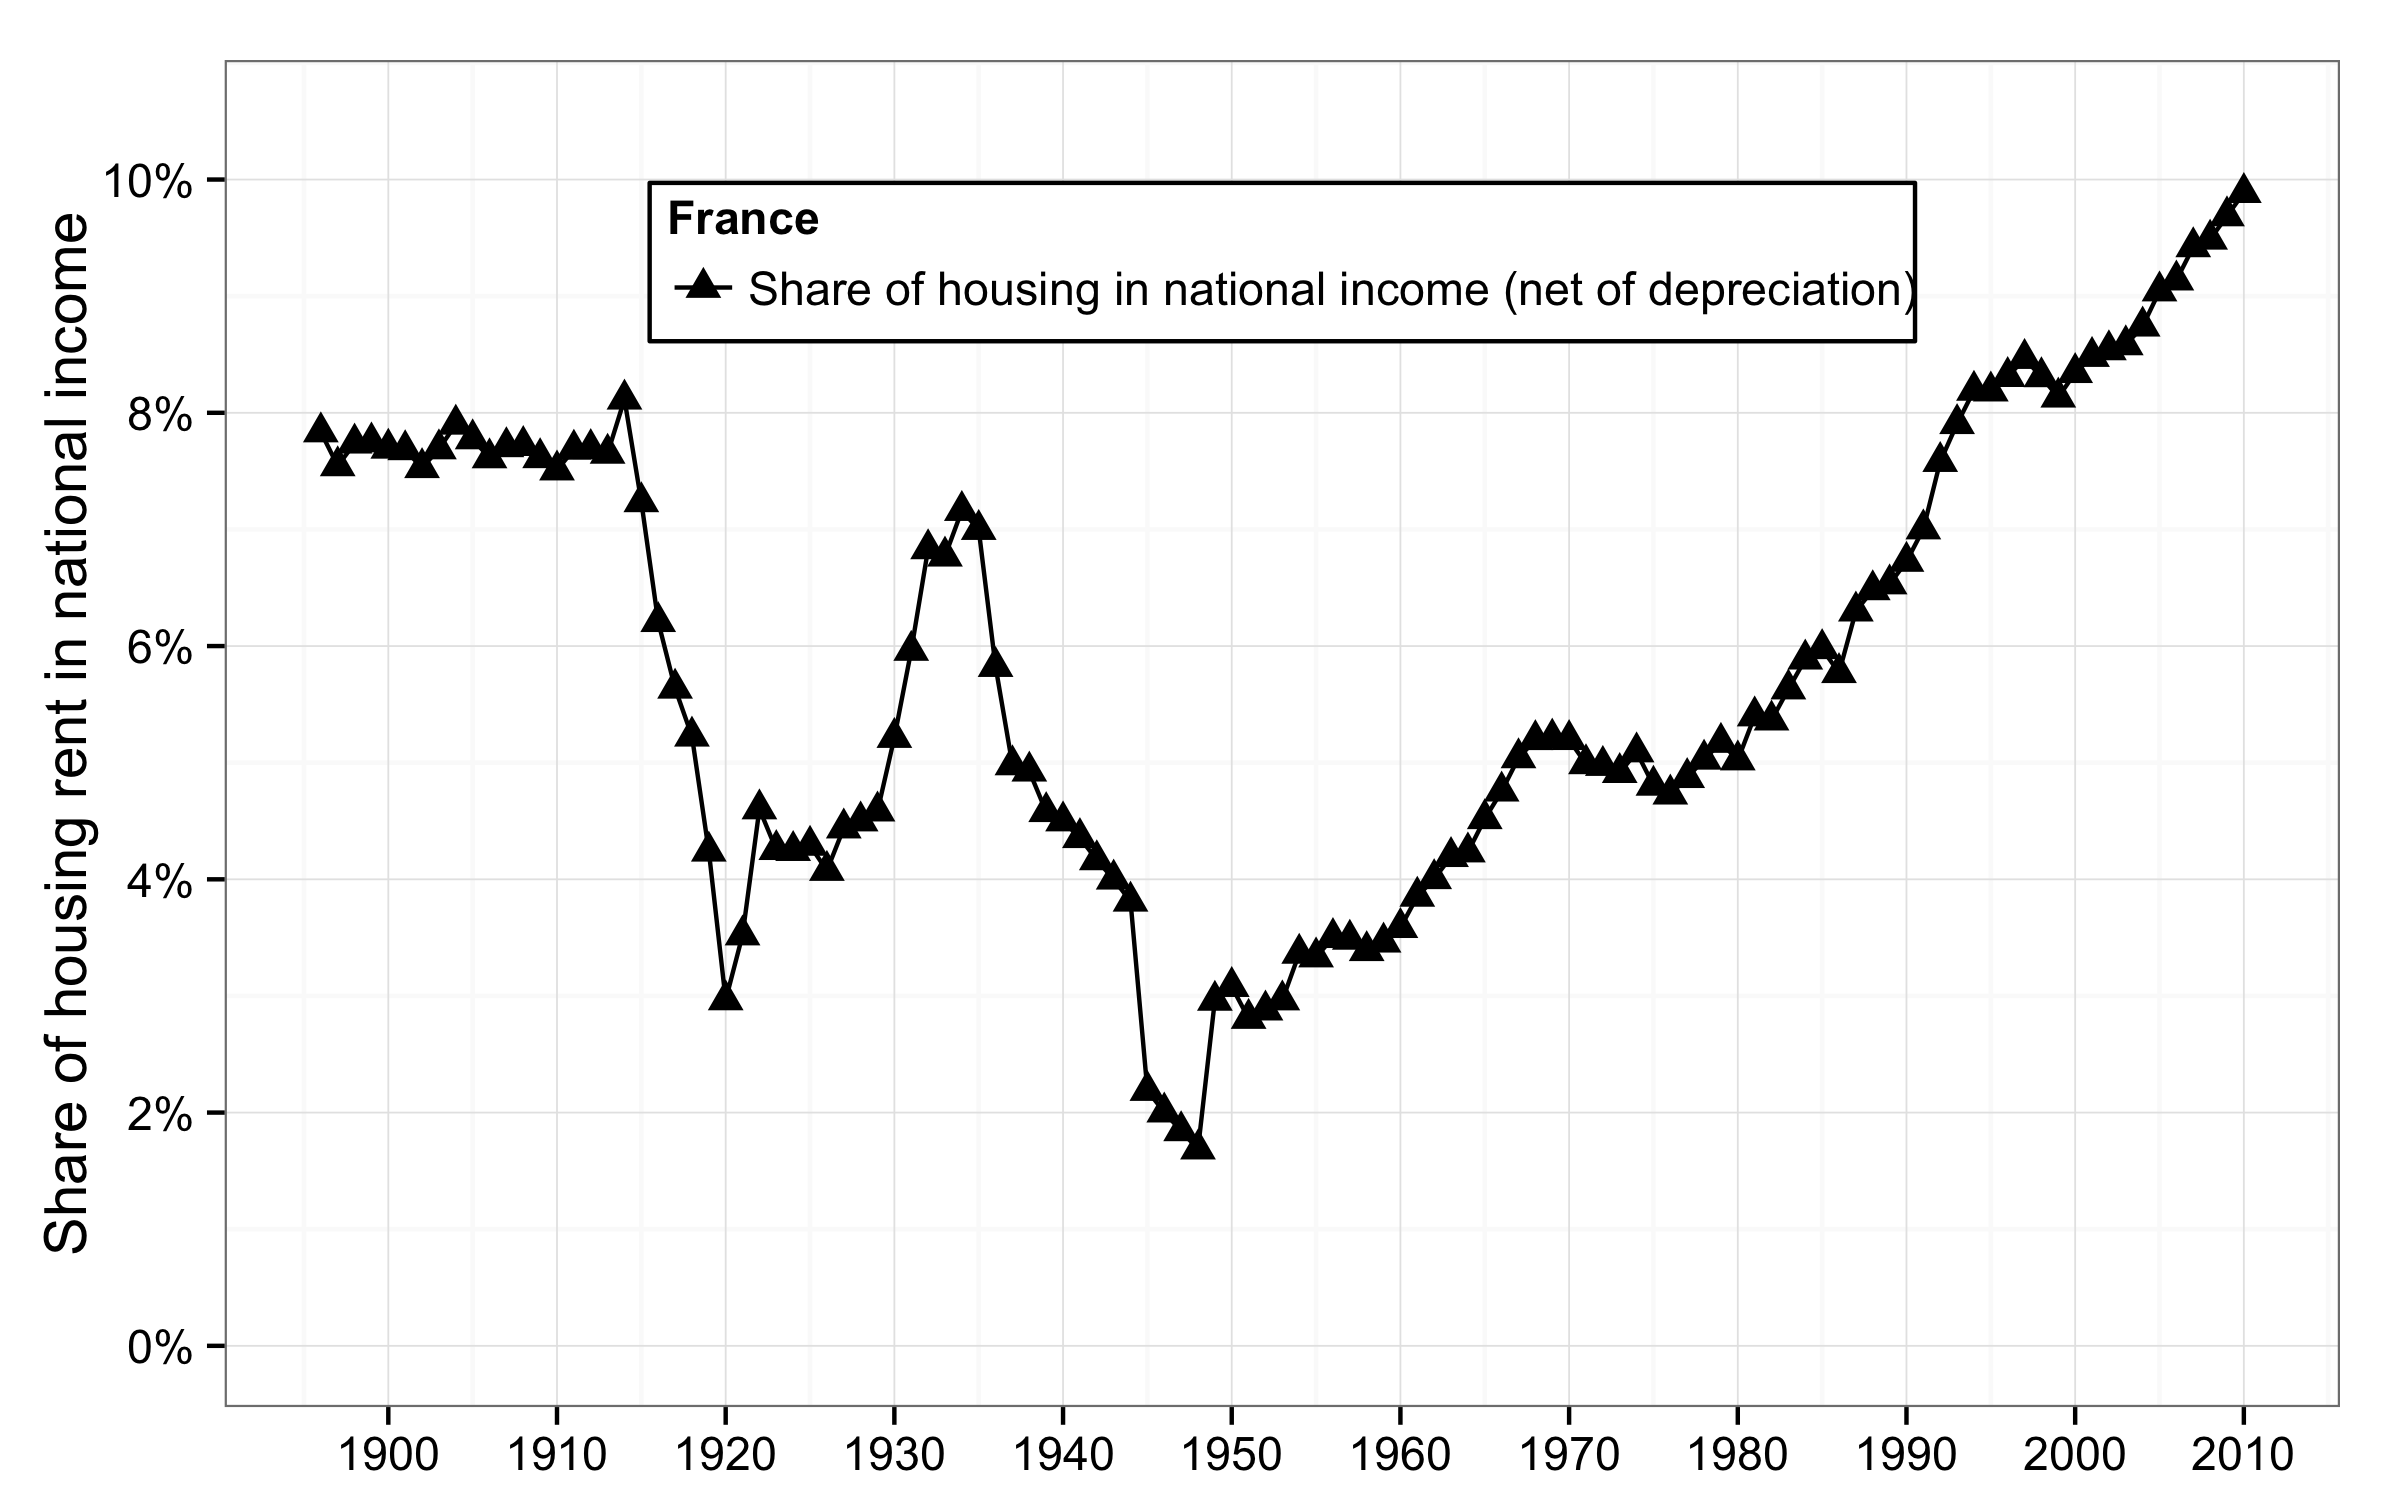 Share of housing rent in national income
10%
8%
6%
4%
2%
0%
France
Share of housing in national income (net of depreciation)
1900 1910 1920 1930 1940 1950 1960 1970 1980 1990 2000 2010